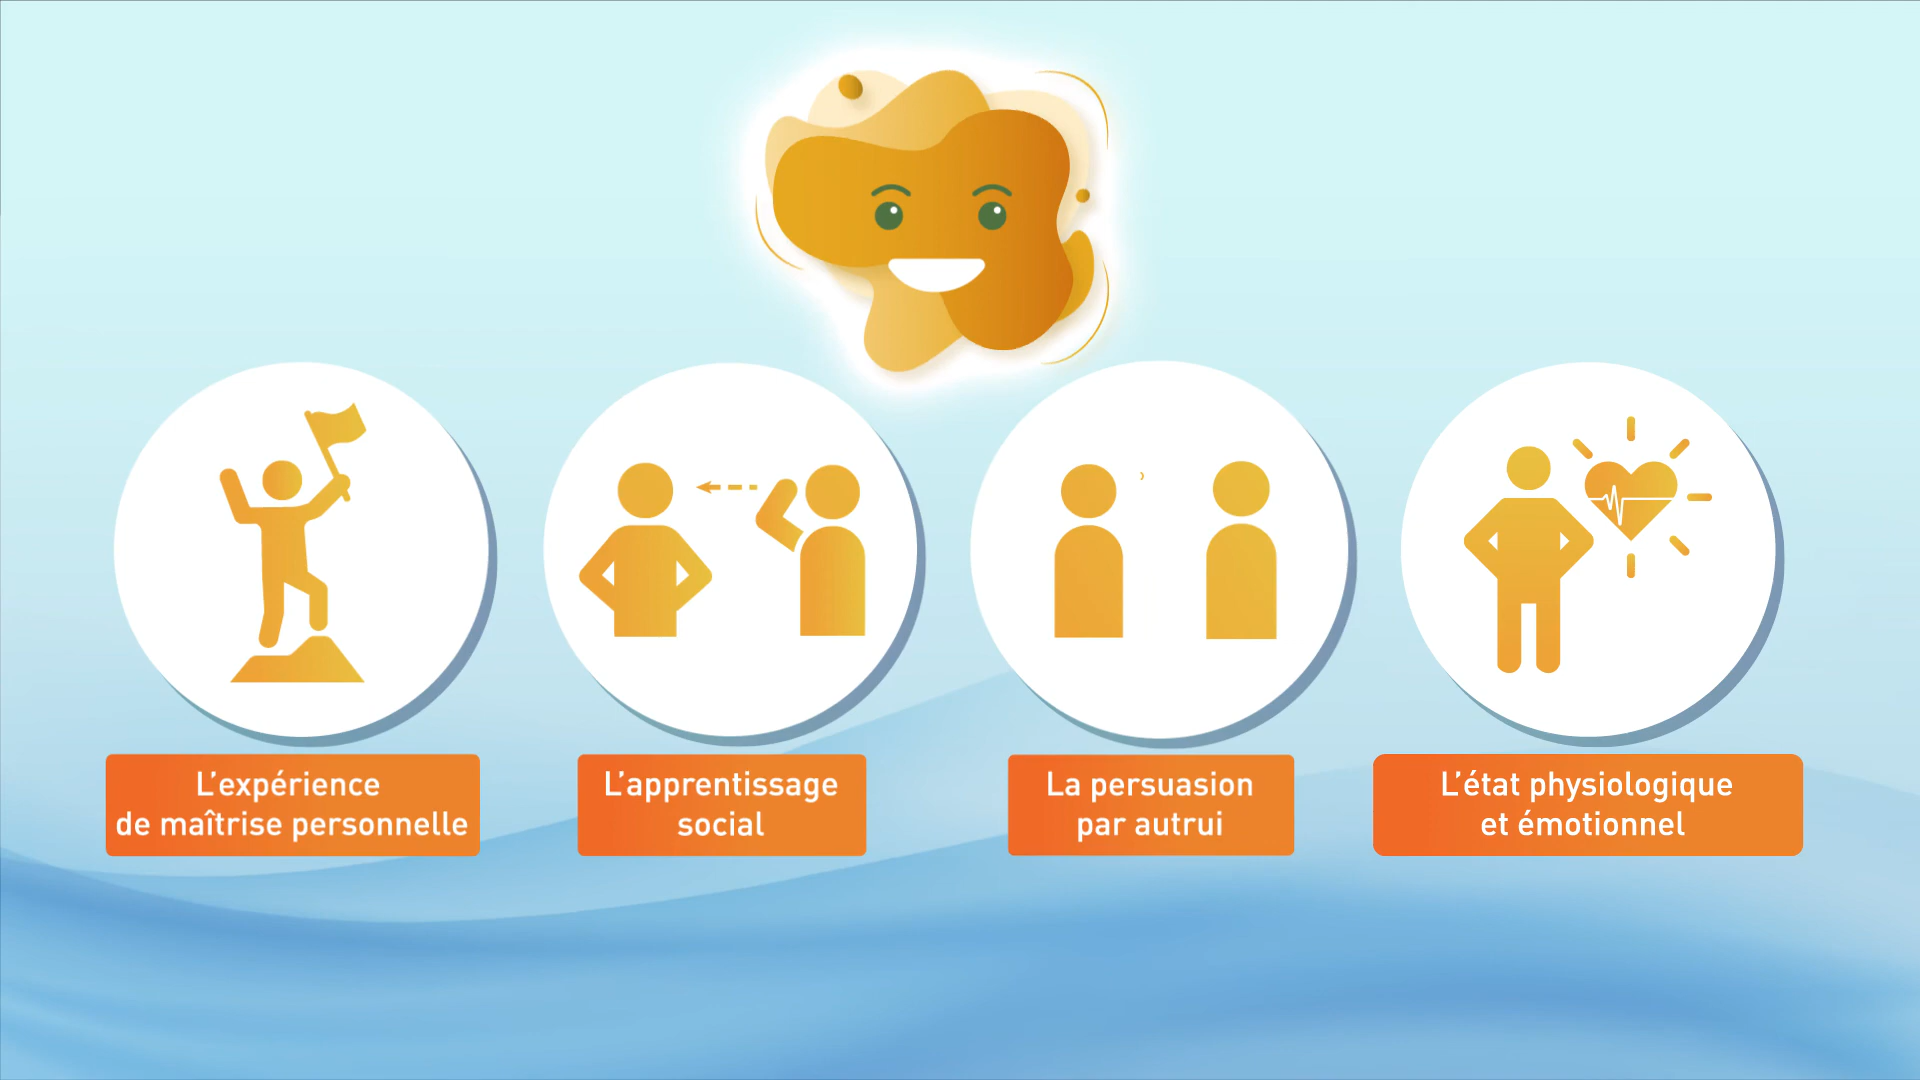 L’expérience
de maîtrise personnelle
L’apprentissage
social
La persuasion
par autrui
L’état physiologique
et émotionnel